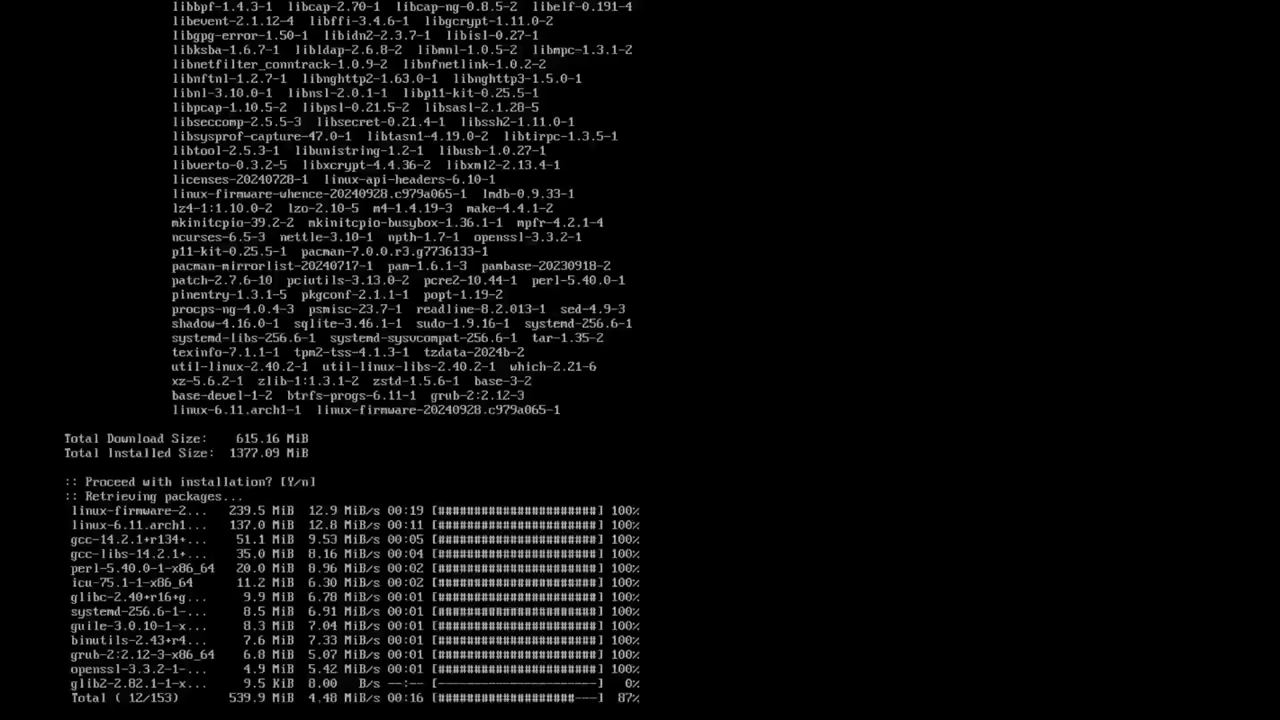 libbpf-1.4.3-1  libcap-2.70-1  libcap-ng-0.8.5-2  libelf-0.191-4
libevent-2.1.12-4  libffi-3.4.6-1  libgcrypt-1.11.0-2
libgpg-error-1.50-1  libidn2-2.3.7-1  libisl-0.27-1
libksba-1.6.7-1  libldap-2.6.8-2  libmnl-1.0.5-2  libmpc-1.3.1-2
libnetfilter_conntrack-1.0.9-2  libnfnetlink-1.0.2-2
libnftnl-1.2.7-1  libnghttp2-1.63.0-1  libnghttp3-1.5.0-1
libnl-3.10.0-1  libnsl-2.0.1-1  libp11-kit-0.25.5-1
libpcap-1.10.5-2  libpsl-0.21.5-2  libsasl-2.1.28-5
libseccomp-2.5.5-3  libsecret-0.21.4-1  libssh2-1.11.0-1
libsysprof-capture-47.0-1  libtasn1-4.19.0-2  libtirpc-1.3.5-1
libtool-2.5.3-1  libunistring-1.2-1  libusb-1.0.27-1
libverto-0.3.2-5  libxcrypt-4.4.36-2  libxml2-2.13.4-1
licenses-20240728-1  linux-api-headers-6.10-1
linux-firmware-whence-20240928.c979a065-1  lmdb-0.9.33-1
lz4-1:1.10.0-2  lzo-2.10-5  m4-1.4.19-3  make-4.4.1-2
mkinitcpio-39.2-2  mkinitcpio-busybox-1.36.1-1  mpfr-4.2.1-4
ncurses-6.5-3  nettle-3.10-1  npth-1.7-1  openssl-3.3.2-1
p11-kit-0.25.5-1  pacman-7.0.0.r3.g7736133-1
pacman-mirrorlist-20240717-1  pam-1.6.1-3  pambase-20230918-2
patch-2.7.6-10  pciutils-3.13.0-2  pcre2-10.44-1  perl-5.40.0-1
pinentry-1.3.1-5  pkgconf-2.1.1-1  popt-1.19-2
procps-ng-4.0.4-3  psmisc-23.7-1  readline-8.2.013-1  sed-4.9-3
shadow-4.16.0-1  sqlite-3.46.1-1  sudo-1.9.16-1  systemd-256.6-1
systemd-libs-256.6-1  systemd-sysvcompat-256.6-1  tar-1.35-2
texinfo-7.1.1-1  tpm2-tss-4.1.3-1  tzdata-2024b-2
util-linux-2.40.2-1  util-linux-libs-2.40.2-1  which-2.21-6
xz-5.6.2-1  zlib-1:1.3.1-2  zstd-1.5.6-1  base-3-2
base-devel-1-2  btrfs-progs-6.11-1  grub-2:2.12-3
linux-6.11.arch1-1  linux-firmware-20240928.c979a065-1
Total Download Size:    615.16 MiB
Total Installed Size:  1377.09 MiB
:: Proceed with installation? [Y/n]
:: Retrieving packages...
linux-firmware-2...   239.5 MiB  12.9 MiB/s 00:19 [######################] 100%
linux-6.11.arch1...   137.0 MiB  12.8 MiB/s 00:11 [######################] 100%
gcc-14.2.1+r134+...    51.1 MiB  9.53 MiB/s 00:05 [######################] 100%
gcc-libs-14.2.1+...    35.0 MiB  8.16 MiB/s 00:04 [######################] 100%
perl-5.40.0-1-x86_64   20.0 MiB  8.96 MiB/s 00:02 [######################] 100%
icu-75.1-1-x86_64      11.2 MiB  6.30 MiB/s 00:02 [######################] 100%
glibc-2.40+r16+g...     9.9 MiB  6.78 MiB/s 00:01 [######################] 100%
systemd-256.6-1-...     8.5 MiB  6.91 MiB/s 00:01 [######################] 100%
guile-3.0.10-1-x...     8.3 MiB  7.04 MiB/s 00:01 [######################] 100%
binutils-2.43+r4...     7.6 MiB  7.33 MiB/s 00:01 [######################] 100%
grub-2:2.12-3-x86_64    6.8 MiB  5.07 MiB/s 00:01 [######################] 100%
openssl-3.3.2-1-...     4.9 MiB  5.42 MiB/s 00:01 [######################] 100%
glib2-2.82.1-1-x...     9.5 KiB  8.00   B/s --:-- [----------------------]   0%
Total ( 12/153)       539.9 MiB  4.48 MiB/s 00:16 [###################---]  87%